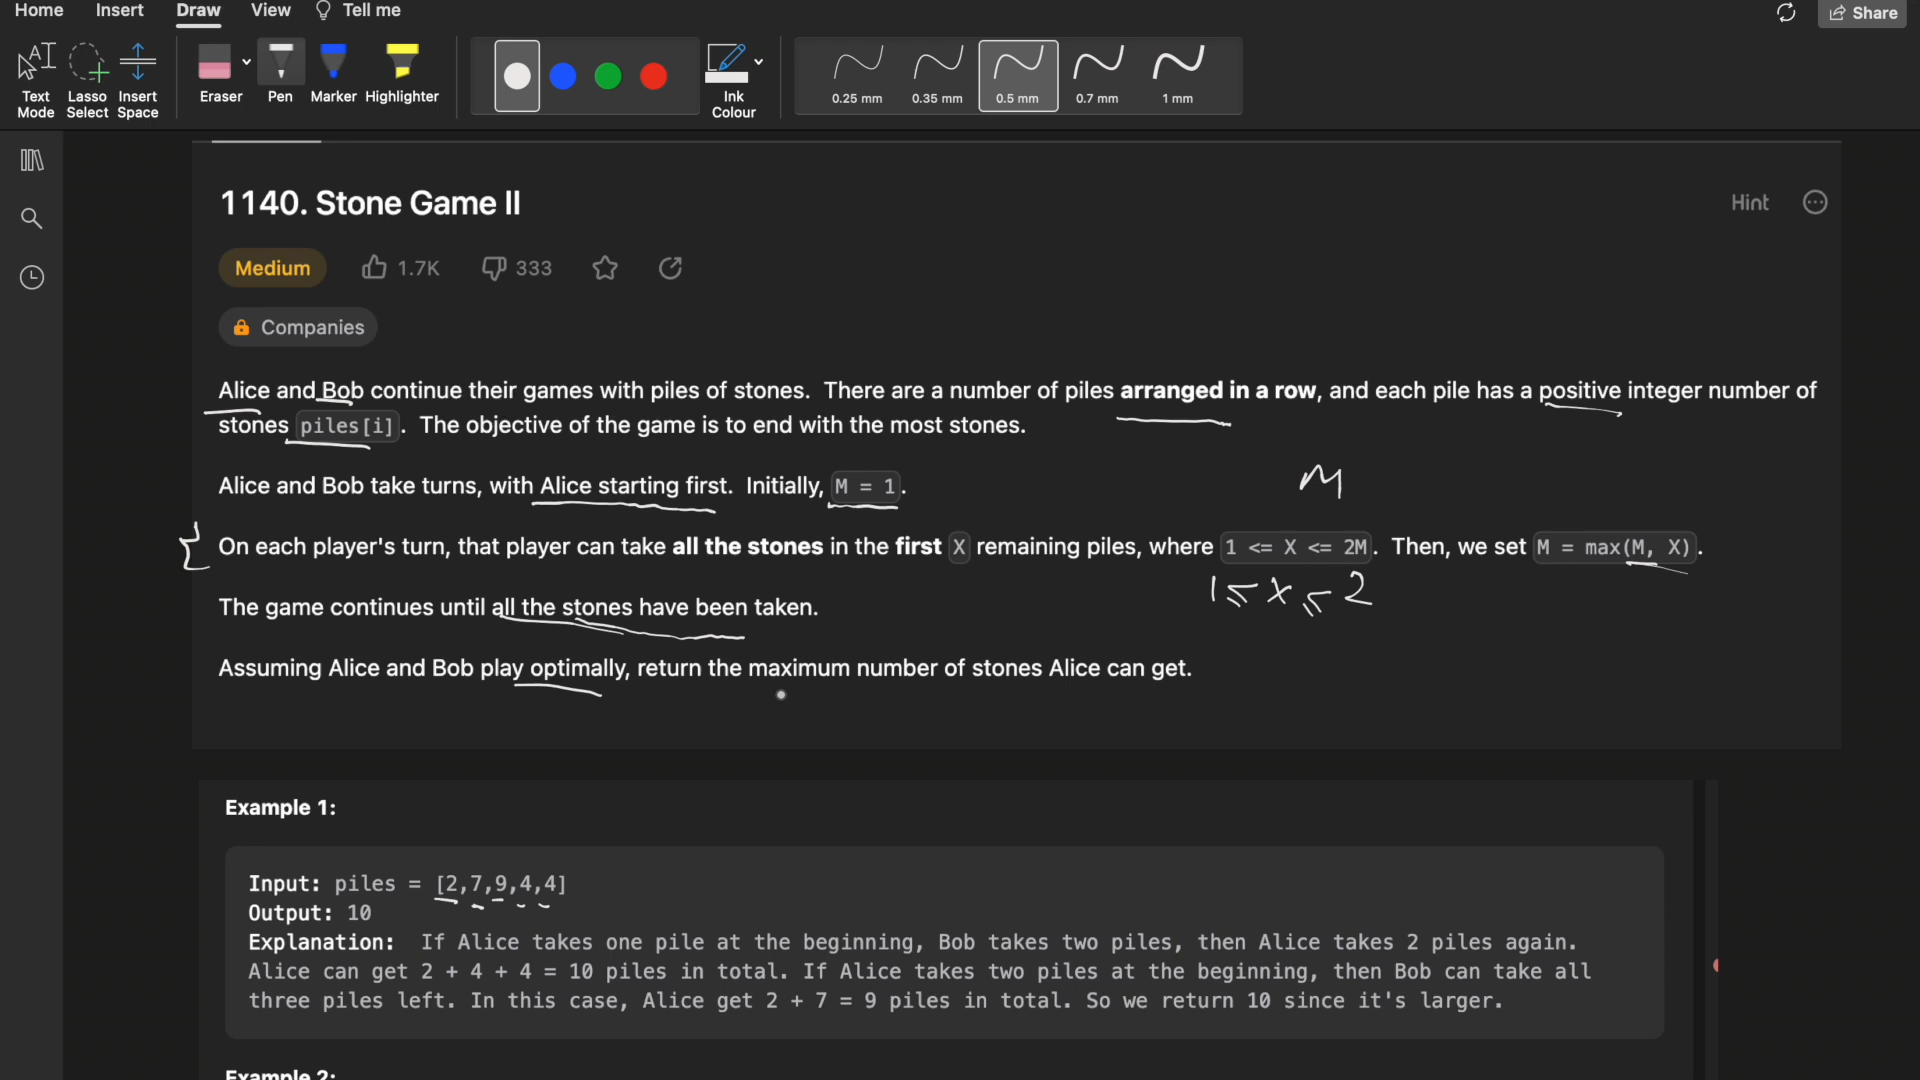 Home Insert Draw View Tell me Share
Text Mode
Lasso Select
Insert Space
Eraser
Pen
Marker
Highlighter
Ink Colour
0.25 mm
0.35 mm
0.5 mm
0.7 mm
1 mm
1140. Stone Game II
Hint
Medium 1.7K 333
Companies
Alice and Bob continue their games with piles of stones. There are a number of piles arranged in a row, and each pile has a positive integer number of
stones piles[i]. The objective of the game is to end with the most stones.
M
Alice and Bob take turns, with Alice starting first. Initially, M = 1.
On each player's turn, that player can take all the stones in the first X remaining piles, where 1 <= X <= 2M. Then, we set M = max(M, X).
1 ≤ X ≤ 2
The game continues until all the stones have been taken.
Assuming Alice and Bob play optimally, return the maximum number of stones Alice can get.
Example 1:
Input: piles = [2,7,9,4,4]
Output: 10
Explanation: If Alice takes one pile at the beginning, Bob takes two piles, then Alice takes 2 piles again.
Alice can get 2 + 4 + 4 = 10 piles in total. If Alice takes two piles at the beginning, then Bob can take all
three piles left. In this case, Alice get 2 + 7 = 9 piles in total. So we return 10 since it's larger.
Example 2: